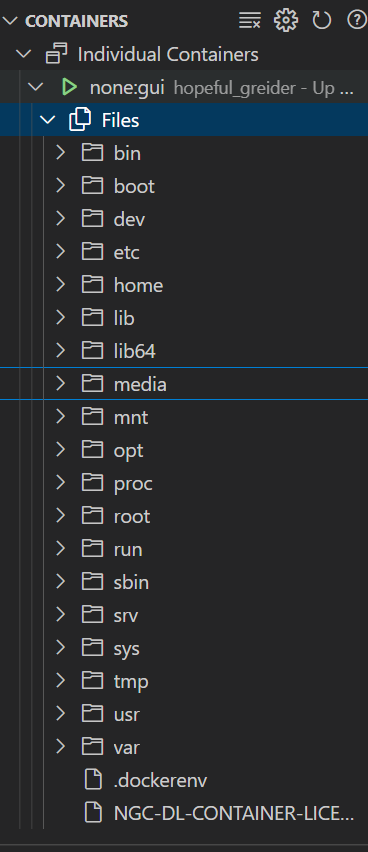 CONTAINERS
Individual Containers
none:gui hopeful_greider - Up ...
Files
bin
boot
dev
etc
home
lib
lib64
media
mnt
opt
proc
root
run
sbin
srv
sys
tmp
usr
var
.dockerenv
NGC-DL-CONTAINER-LICE...